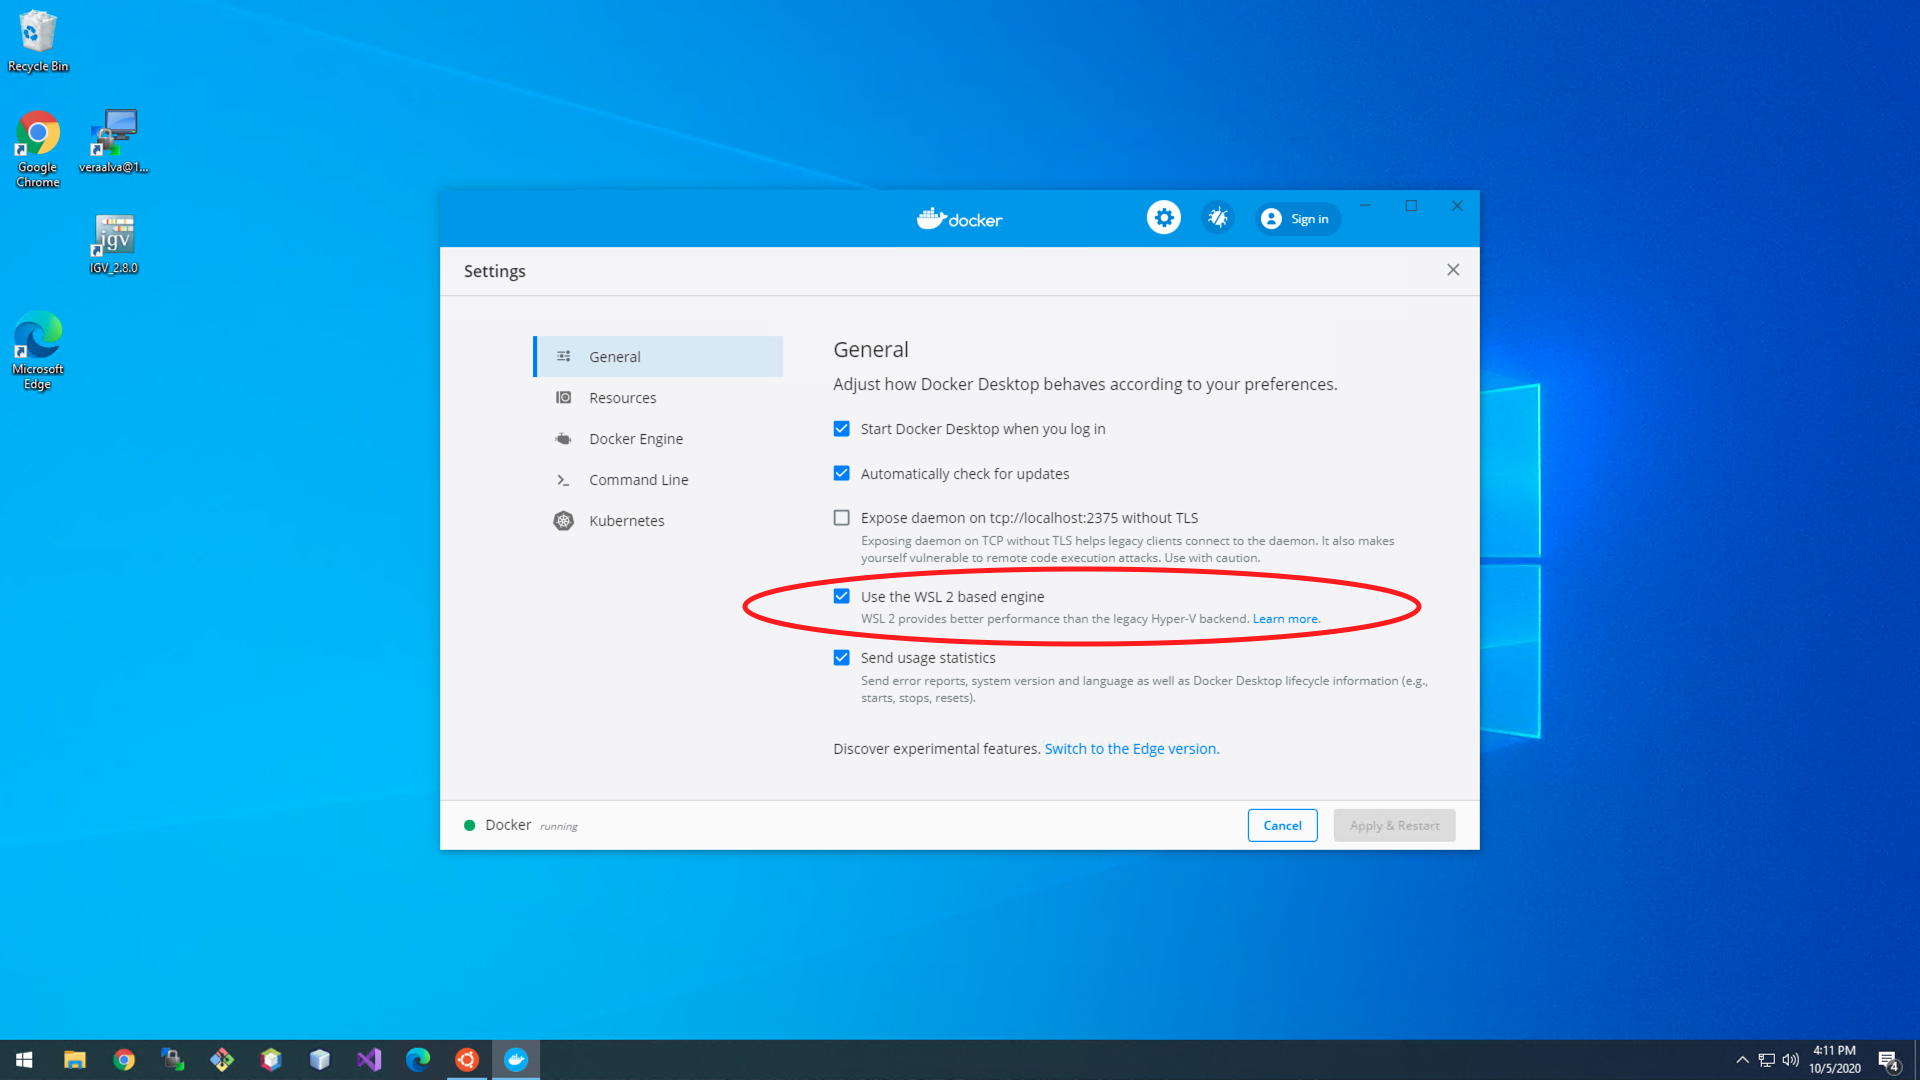 Recycle Bin
Google
Chrome
veraalva@1...
igv
IGV_2.8.0
Microsoft
Edge
docker
Sign in
Settings
General
Resources
Docker Engine
Command Line
Kubernetes
General
Adjust how Docker Desktop behaves according to your preferences.
Start Docker Desktop when you log in
Automatically check for updates
Expose daemon on tcp://localhost:2375 without TLS
Exposing daemon on TCP without TLS helps legacy clients connect to the daemon. It also makes
yourself vulnerable to remote code execution attacks. Use with caution.
Use the WSL 2 based engine
WSL 2 provides better performance than the legacy Hyper-V backend. Learn more.
Send usage statistics
Send error reports, system version and language as well as Docker Desktop lifecycle information (e.g.,
starts, stops, resets).
Discover experimental features. Switch to the Edge version.
Docker running
Cancel
Apply & Restart
4:11 PM
10/5/2020
4